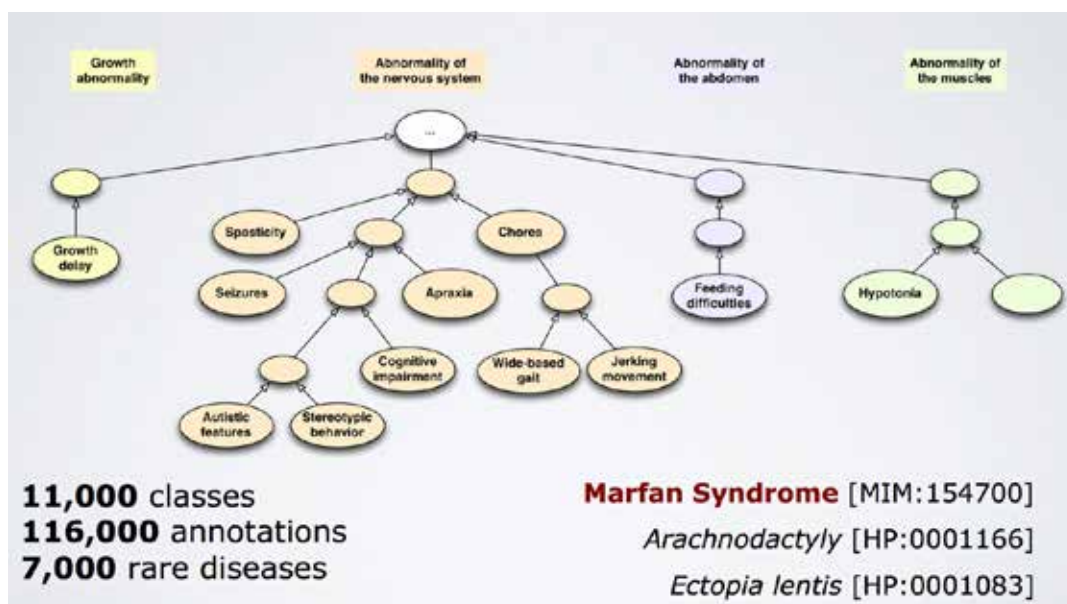 Growth
abnormality
Abnormality of
the nervous system
Abnormality of
the abdomen
Abnormality of
the muscles
...
Spasticity
Chorea
Growth
delay
Seizures
Apraxia
Feeding
difficulties
Hypotonia
Cognitive
impairment
Wide-based
gait
Jerking
movement
Autistic
features
Stereotypic
behavior
11,000 classes
116,000 annotations
7,000 rare diseases
Marfan Syndrome [MIM:154700]
Arachnodactyly [HP:0001166]
Ectopia lentis [HP:0001083]